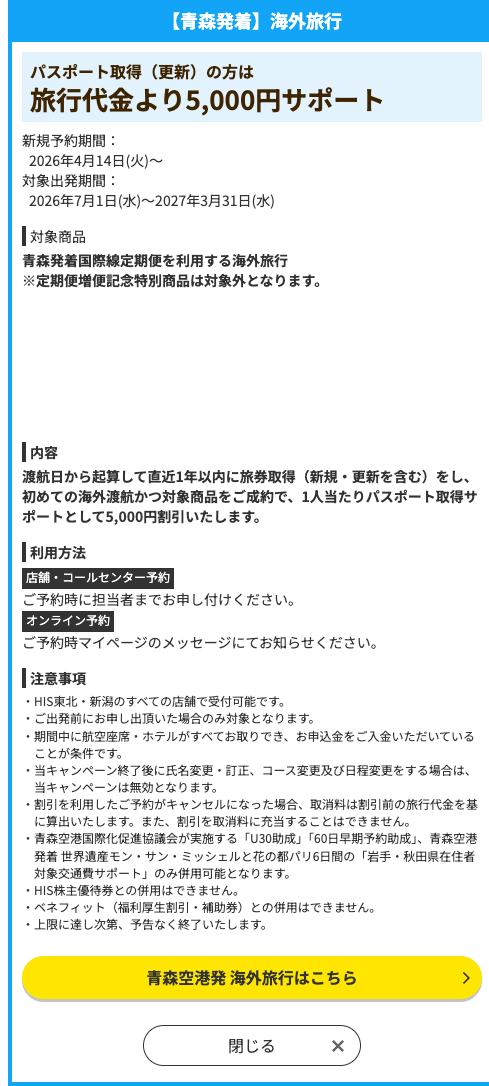 【青森発着】海外旅行
パスポート取得（更新）の方は
旅行代金より5,000円サポート
新規予約期間：
2026年4月14日(火)〜
対象出発期間：
2026年7月1日(水)〜2027年3月31日(水)
対象商品
青森発着国際線定期便を利用する海外旅行
※定期便増便記念特別商品は対象外となります。
内容
渡航日から起算して直近1年以内に旅券取得（新規・更新を含む）をし、
初めての海外渡航かつ対象商品をご成約で、1人当たりパスポート取得サ
ポートとして5,000円割引いたします。
利用方法
店舗・コールセンター予約
ご予約時に担当者までお申し付けください。
オンライン予約
ご予約時マイページのメッセージにてお知らせください。
注意事項
・HIS東北・新潟のすべての店舗で受付可能です。
・ご出発前にお申し出頂いた場合のみ対象となります。
・期間中に航空座席・ホテルがすべてお取りでき、お申込金をご入金いただいている
ことが条件です。
・当キャンペーン終了後に氏名変更・訂正、コース変更及び日程変更をする場合は、
当キャンペーンは無効となります。
・割引を利用したご予約がキャンセルになった場合、取消料は割引前の旅行代金を基
に算出いたします。また、割引を取消料に充当することはできません。
・青森空港国際化促進協議会が実施する「U30助成」「60日早期予約助成」、青森空港
発着 世界遺産モン・サン・ミッシェルと花の都パリ6日間の「岩手・秋田県在住者
対象交通費サポート」のみ併用可能となります。
・HIS株主優待券との併用はできません。
・ベネフィット（福利厚生割引・補助券）との併用はできません。
・上限に達し次第、予告なく終了いたします。
青森空港発 海外旅行はこちら
閉じる